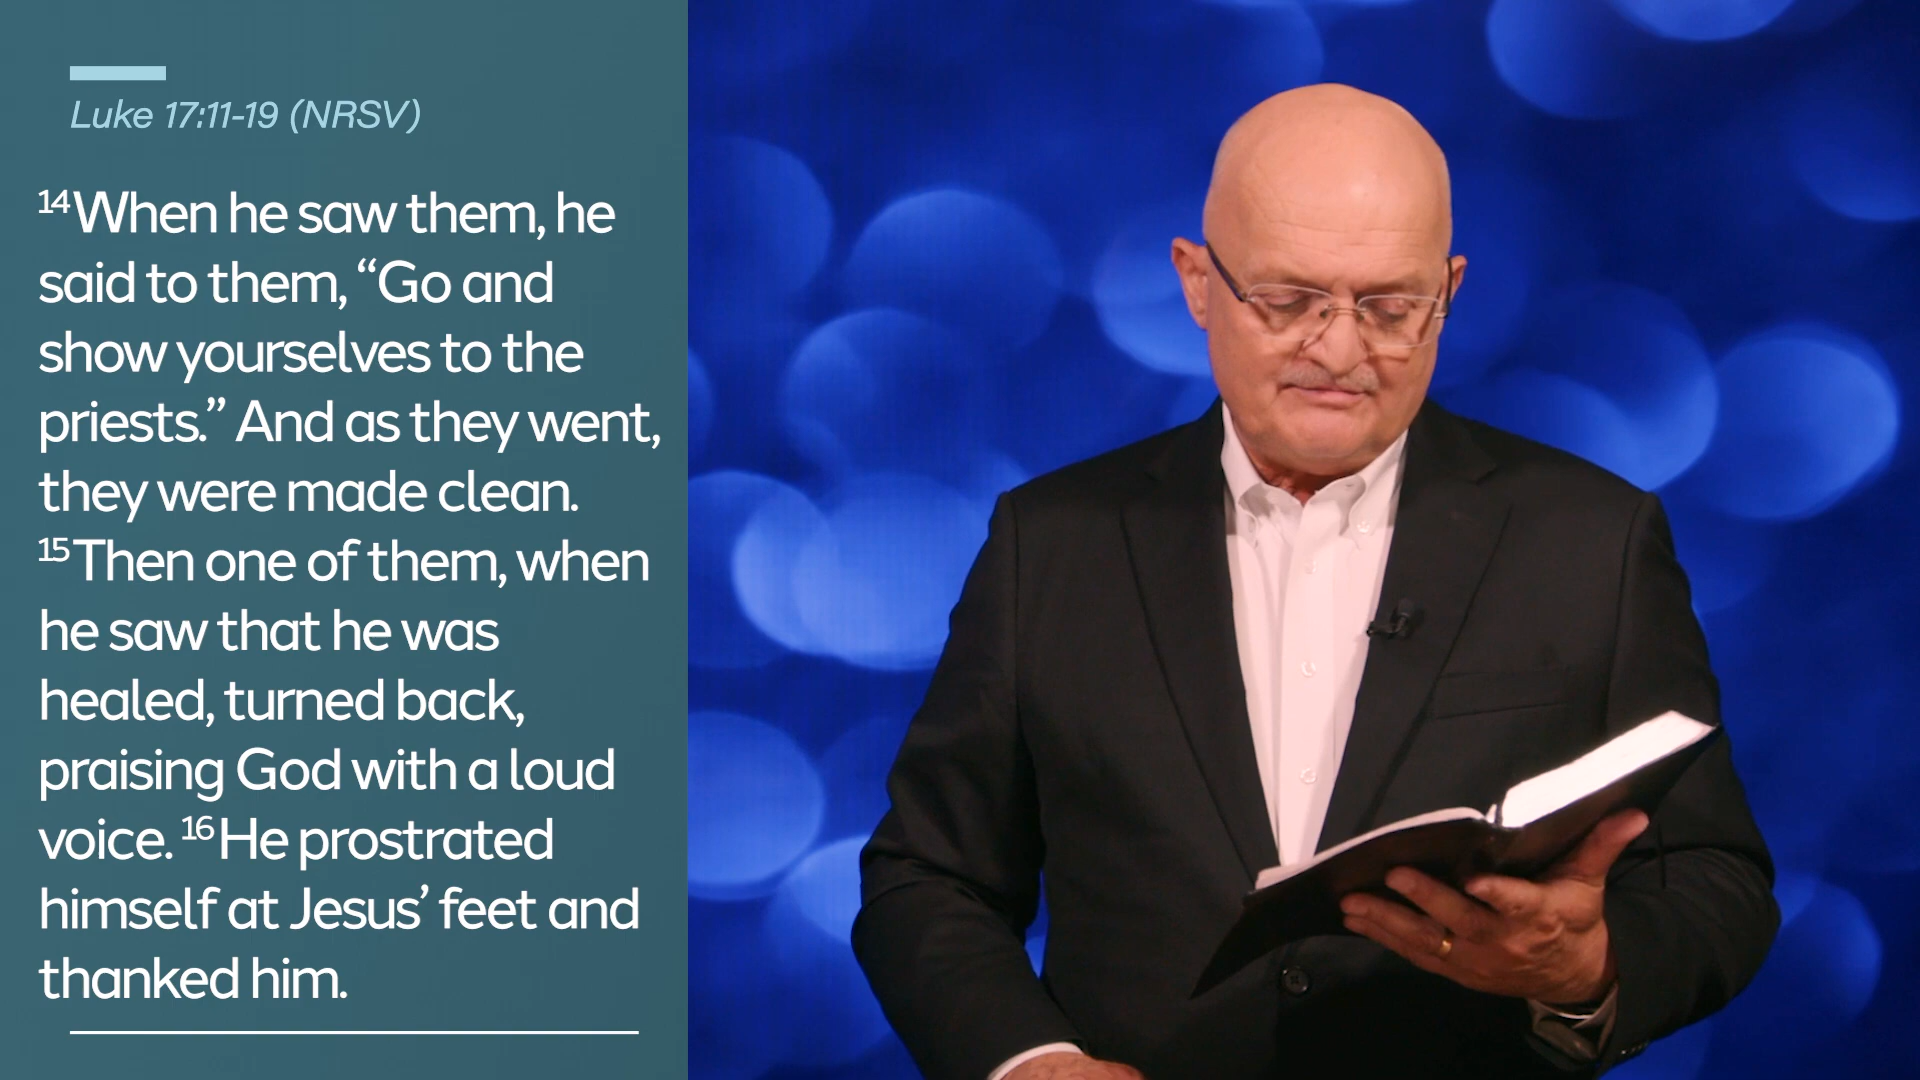 Luke 17:11-19 (NRSV)
14When he saw them, he
said to them, “Go and
show yourselves to the
priests.” And as they went,
they were made clean.
15Then one of them, when
he saw that he was
healed, turned back,
praising God with a loud
voice. 16He prostrated
himself at Jesus’ feet and
thanked him.